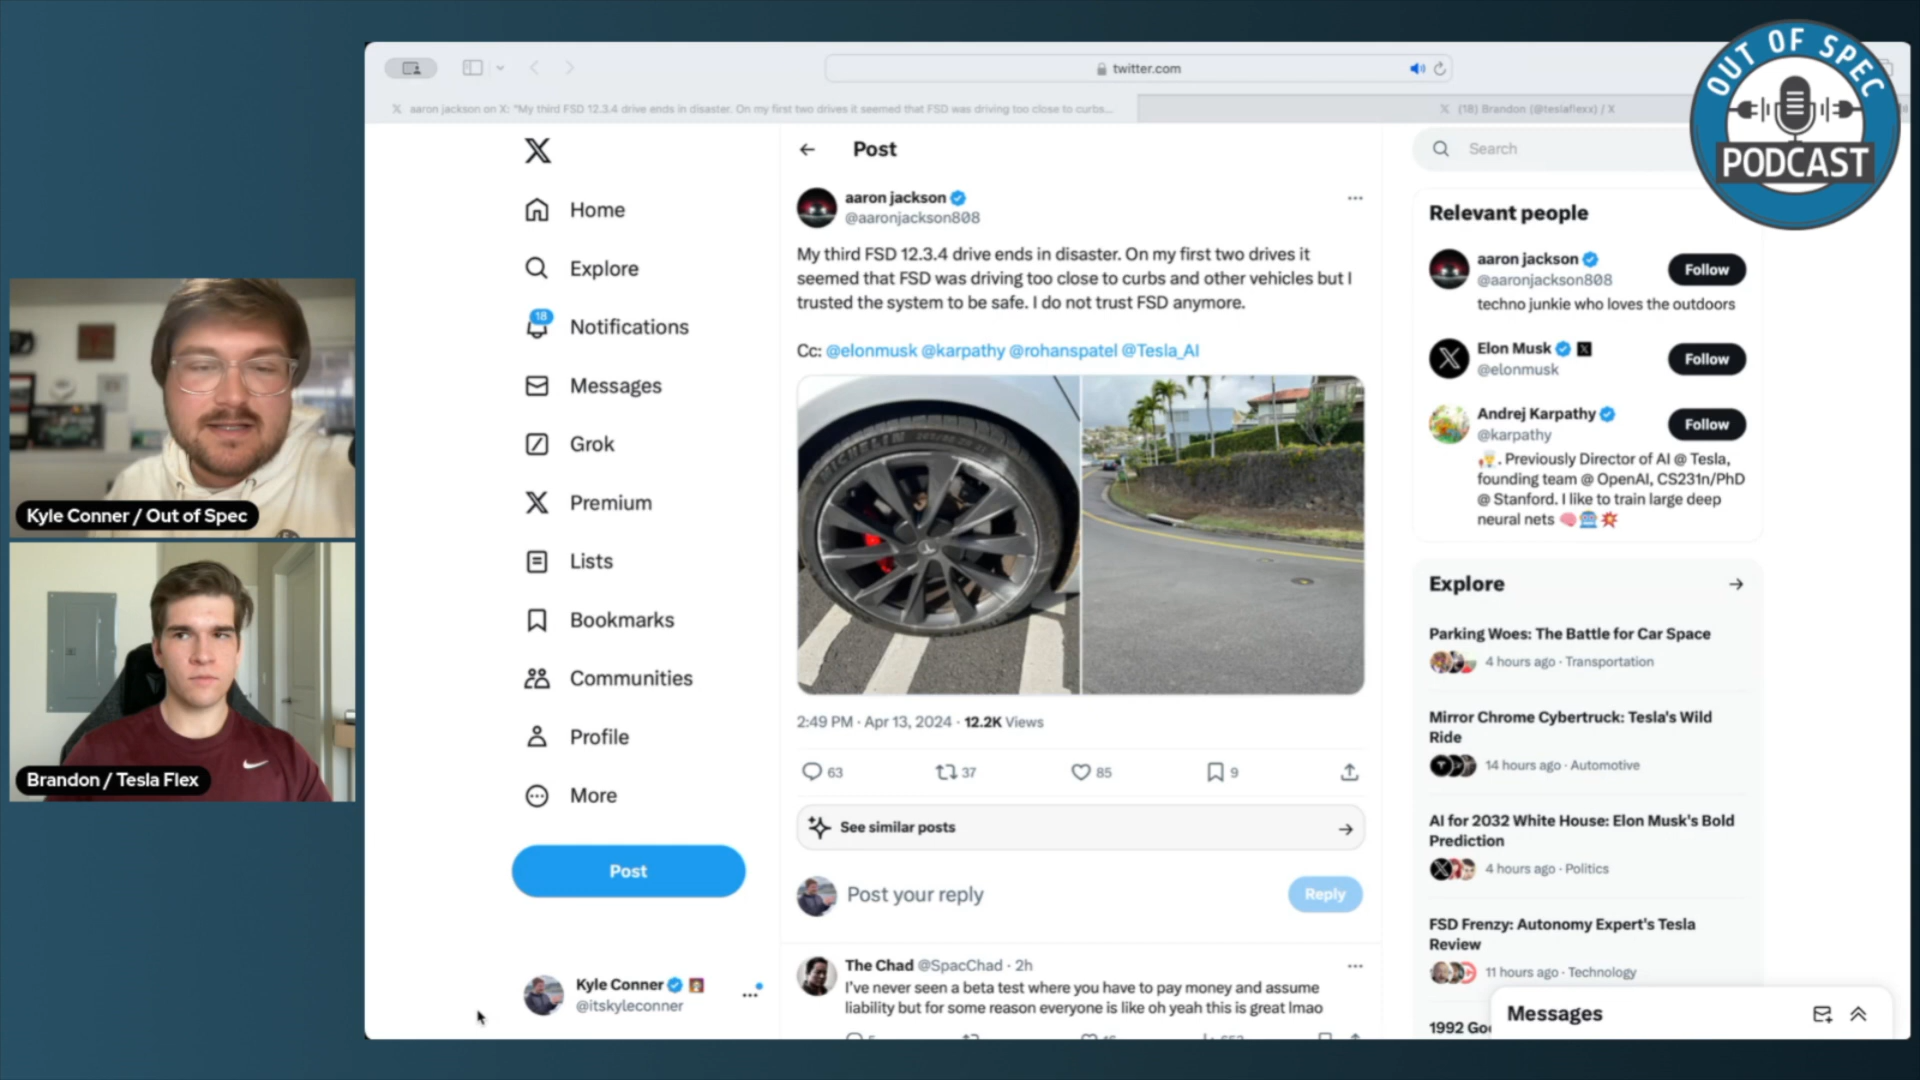 OUT OF SPEC
PODCAST
twitter.com
aaron jackson on X: "My third FSD 12.3.4 drive ends in disaster. On my first two drives it seemed that FSD was driving too close to curbs...
(18) Brandon (@teslaflexx) / X
Home
Explore
18
Notifications
Messages
Grok
Premium
Lists
Bookmarks
Communities
Profile
More
Post
Kyle Conner
@itskyleconner
Post
aaron jackson
@aaronjackson808
My third FSD 12.3.4 drive ends in disaster. On my first two drives it
seemed that FSD was driving too close to curbs and other vehicles but I
trusted the system to be safe. I do not trust FSD anymore.
Cc: @elonmusk @karpathy @rohanspatel @Tesla_AI
MICHELIN
2:49 PM · Apr 13, 2024 · 12.2K Views
63 37 85 9
See similar posts
Post your reply
Reply
The Chad @SpacChad · 2h
I've never seen a beta test where you have to pay money and assume
liability but for some reason everyone is like oh yeah this is great lmao
Search
Relevant people
aaron jackson
@aaronjackson808
Follow
techno junkie who loves the outdoors
Elon Musk
@elonmusk
Follow
Andrej Karpathy
@karpathy
Follow
🧑‍🍳. Previously Director of AI @ Tesla,
founding team @ OpenAI, CS231n/PhD
@ Stanford. I like to train large deep
neural nets 🧠🤖💥
Explore
Parking Woes: The Battle for Car Space
4 hours ago · Transportation
Mirror Chrome Cybertruck: Tesla's Wild
Ride
14 hours ago · Automotive
AI for 2032 White House: Elon Musk's Bold
Prediction
4 hours ago · Politics
FSD Frenzy: Autonomy Expert's Tesla
Review
11 hours ago · Technology
1992 Goo
Messages
Kyle Conner / Out of Spec
Brandon / Tesla Flex